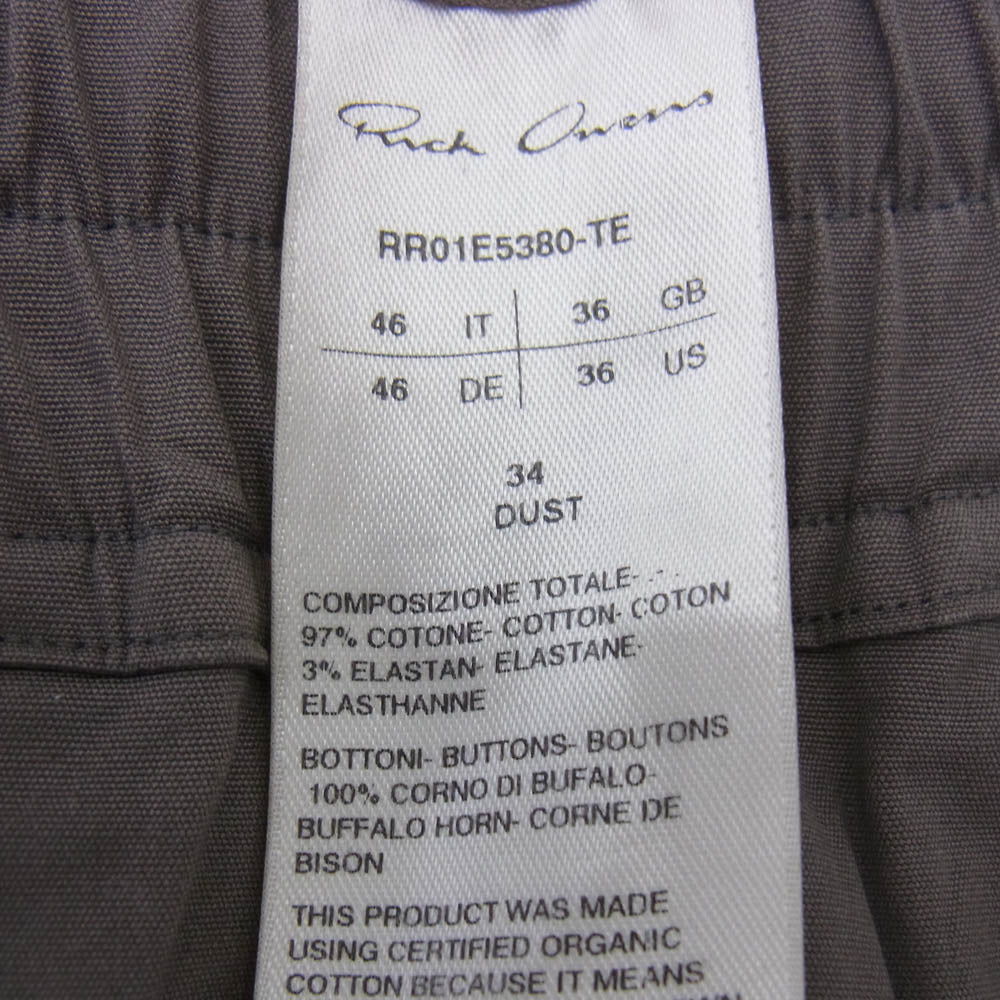 Rick Owens
RR01E5380-TE
46 IT 36 GB
46 DE 36 US
34
DUST
COMPOSIZIONE TOTALE- .-
97% COTONE- COTTON- COTON
3% ELASTAN- ELASTANE-
ELASTHANNE
BOTTONI- BUTTONS- BOUTONS
100% CORNO DI BUFALO-
BUFFALO HORN- CORNE DE
BISON
THIS PRODUCT WAS MADE
USING CERTIFIED ORGANIC
COTTON BECAUSE IT MEANS